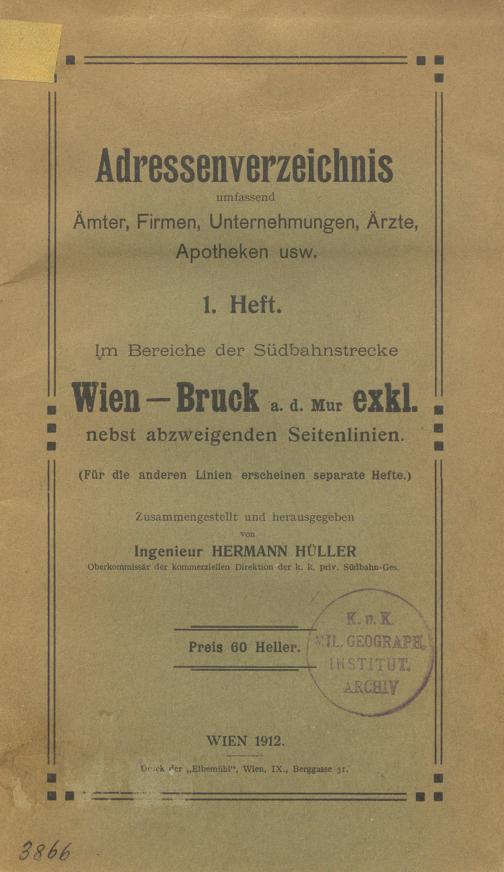 Adressenverzeichnis
umfassend
Ämter, Firmen, Unternehmungen, Ärzte,
Apotheken usw.
1. Heft.
Im Bereiche der Südbahnstrecke
Wien — Bruck a. d. Mur exkl.
nebst abzweigenden Seitenlinien.
(Für die anderen Linien erscheinen separate Hefte.)
Zusammengestellt und herausgegeben
von
Ingenieur HERMANN HÜLLER
Oberkommissär der kommerziellen Direktion der k. k. priv. Südbahn-Ges.
Preis 60 Heller.
K. u. K.
MIL. GEOGRAPH.
INSTITUT.
ARCHIV
WIEN 1912.
Druck der „Elbemühl", Wien, IX., Berggasse 31.
3866